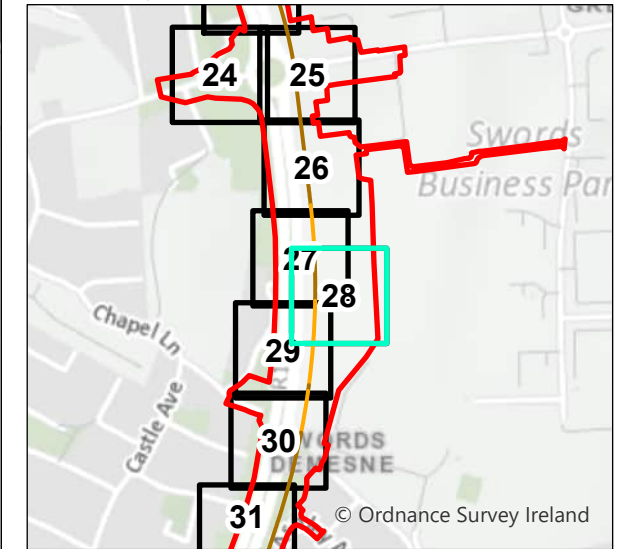 24
25
Swords
Business Par
26
27
28
Chapel Ln
29
Castle Ave
30
WORDS
DEMESNE
31
© Ordnance Survey Ireland